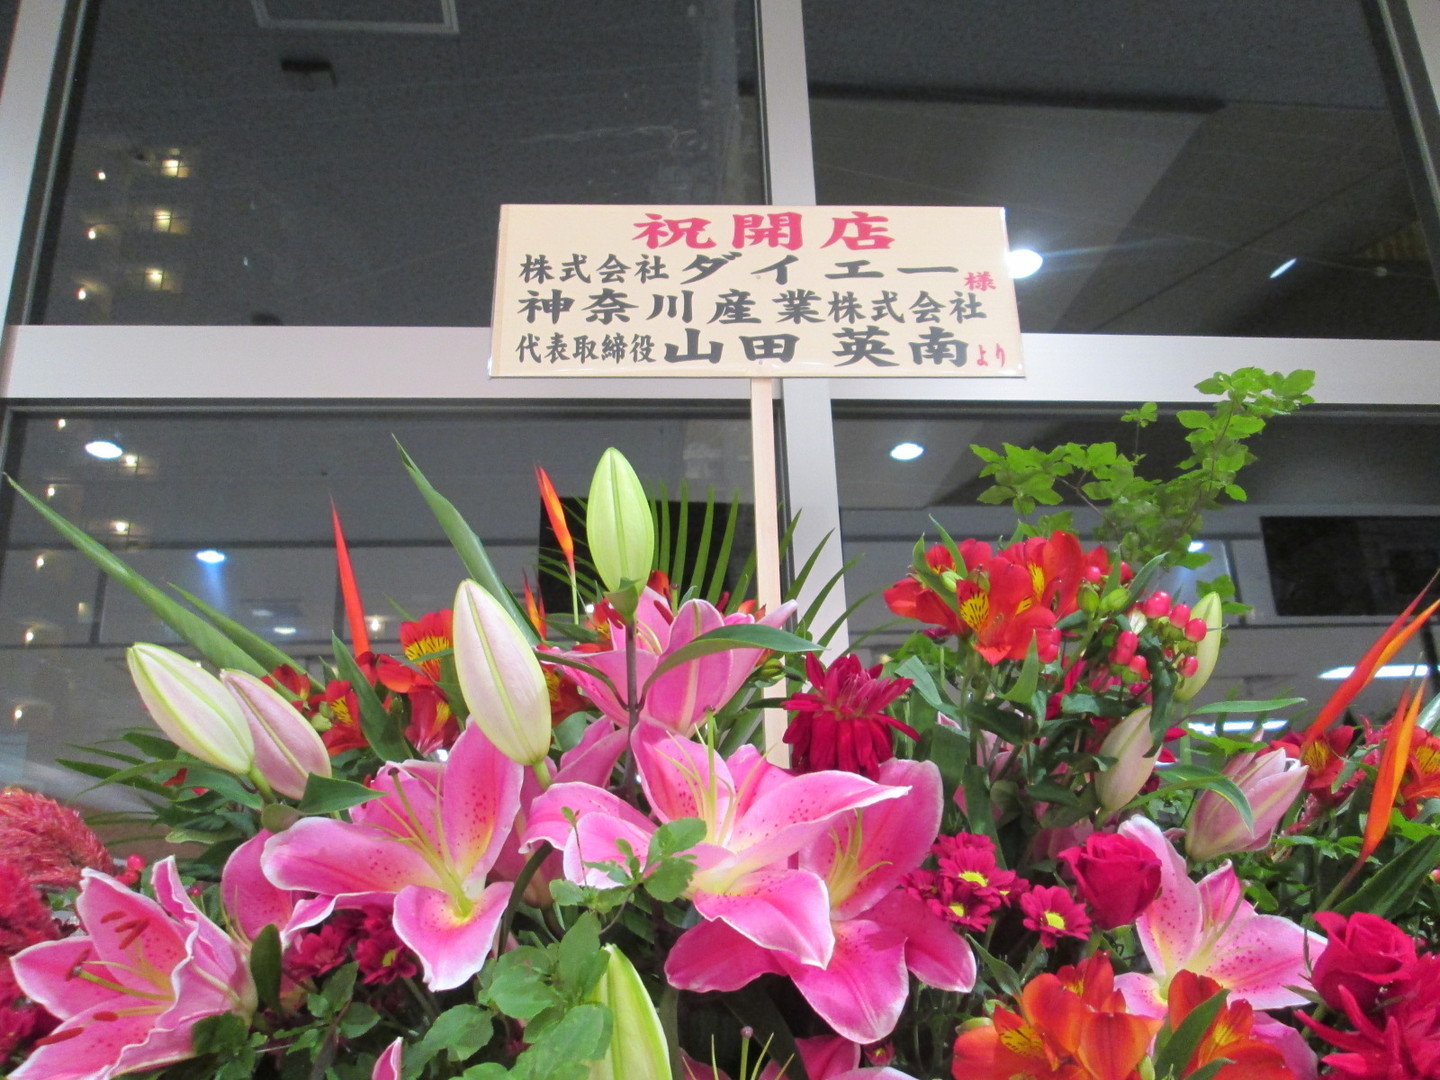 祝開店
株式会社ダイエー様
神奈川産業株式会社
代表取締役山田 英南より